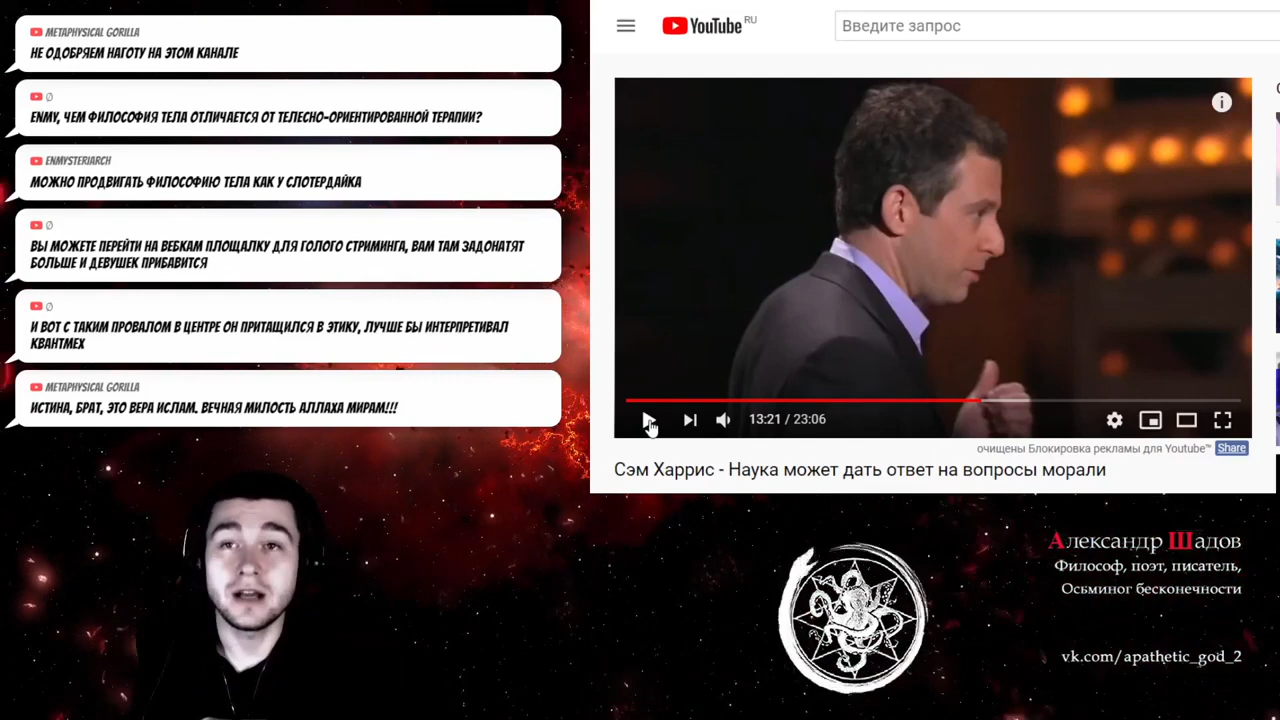 METAPHYSICAL GORILLA
НЕ ОДОБРЯЕМ НАГОТУ НА ЭТОМ КАНАЛЕ
Ø
ENMY, ЧЕМ ФИЛОСОФИЯ ТЕЛА ОТЛИЧАЕТСЯ ОТ ТЕЛЕСНО-ОРИЕНТИРОВАННОЙ ТЕРАПИИ?
ENMYSTERIARCH
МОЖНО ПРОДВИГАТЬ ФИЛОСОФИЮ ТЕЛА КАК У СЛОТЕРДАЙКА
Ø
ВЫ МОЖЕТЕ ПЕРЕЙТИ НА ВЕБКАМ ПЛОЩАЛКУ ДЛЯ ГОЛОГО СТРИМИНГА, ВАМ ТАМ ЗАДОНАТЯТ
БОЛЬШЕ И ДЕВУШЕК ПРИБАВИТСЯ
Ø
И ВОТ С ТАКИМ ПРОВАЛОМ В ЦЕНТРЕ ОН ПРИТАЩИЛСЯ В ЭТИКУ, ЛУЧШЕ БЫ ИНТЕРПРЕТИВАЛ
КВАНТМЕХ
METAPHYSICAL GORILLA
ИСТИНА, БРАТ, ЭТО ВЕРА ИСЛАМ. ВЕЧНАЯ МИЛОСТЬ АЛЛАХА МИРАМ!!!
YouTube RU
Введите запрос
13:21 / 23:06
очищены Блокировка рекламы для Youtube™ Share
Сэм Харрис - Наука может дать ответ на вопросы морали
Александр Шадов
Философ, поэт, писатель,
Осьминог бесконечности
vk.com/apathetic_god_2